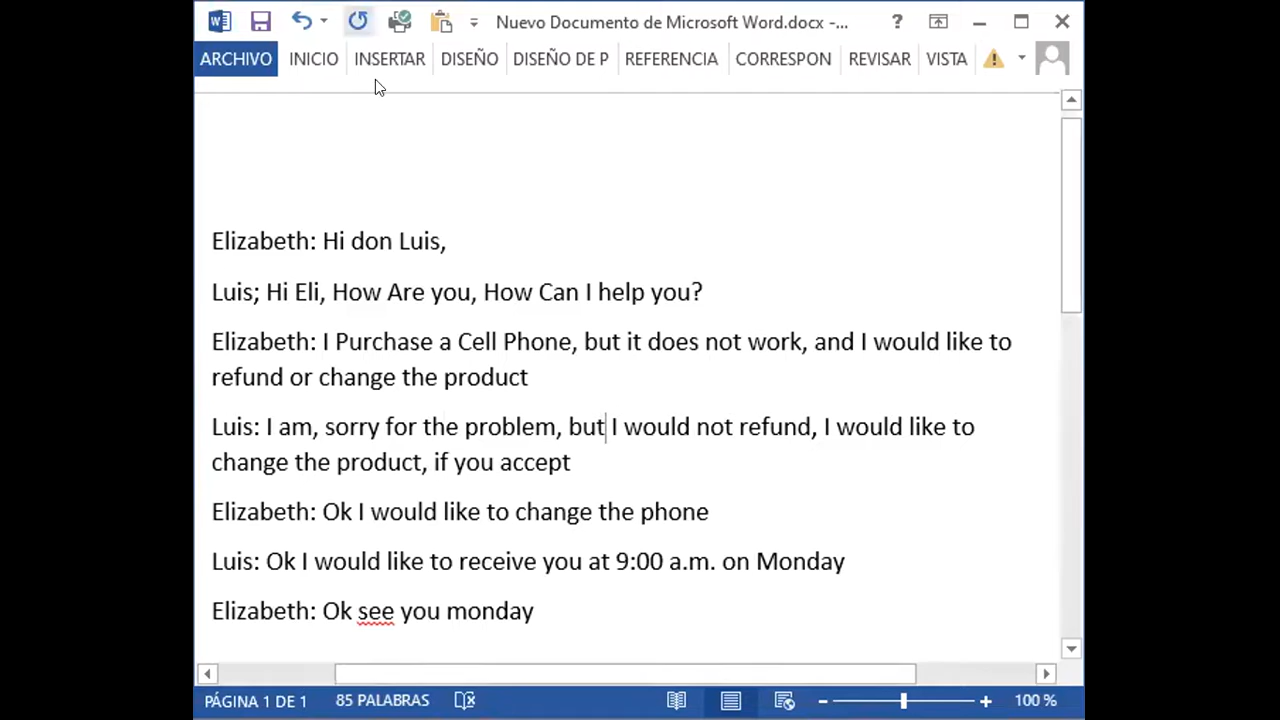 Nuevo Documento de Microsoft Word.docx -...
?
ARCHIVO INICIO INSERTAR DISEÑO DISEÑO DE P REFERENCIA CORRESPON REVISAR VISTA
Elizabeth: Hi don Luis,
Luis; Hi Eli, How Are you, How Can I help you?
Elizabeth: I Purchase a Cell Phone, but it does not work, and I would like to
refund or change the product
Luis: I am, sorry for the problem, but I would not refund, I would like to
change the product, if you accept
Elizabeth: Ok I would like to change the phone
Luis: Ok I would like to receive you at 9:00 a.m. on Monday
Elizabeth: Ok see you monday
PÁGINA 1 DE 1 85 PALABRAS 100 %